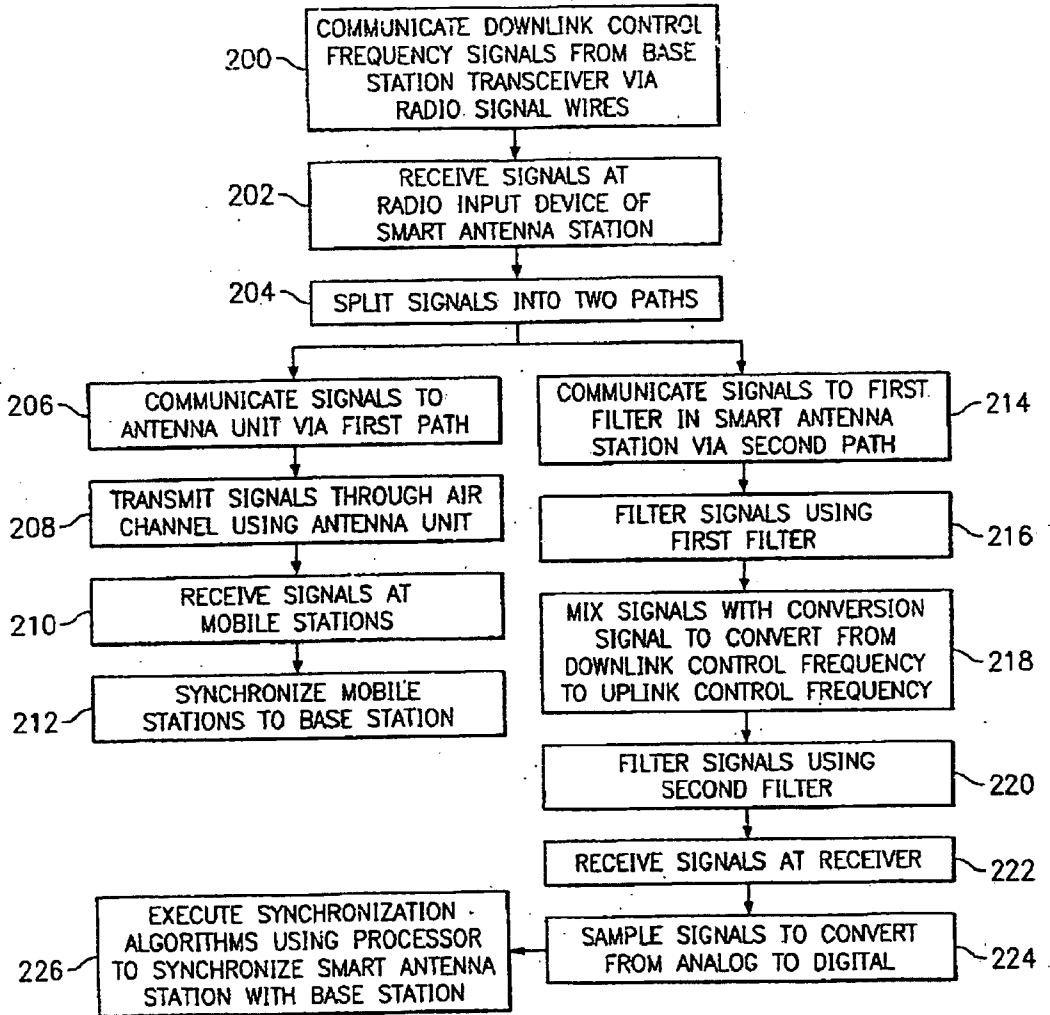 COMMUNICATE DOWNLINK CONTROL
FREQUENCY SIGNALS FROM BASE
STATION TRANSCEIVER VIA
RADIO SIGNAL WIRES
200
RECEIVE SIGNALS AT
RADIO INPUT DEVICE OF
SMART ANTENNA STATION
202
204
SPLIT SIGNALS INTO TWO PATHS
206
COMMUNICATE SIGNALS TO
ANTENNA UNIT VIA FIRST PATH
TRANSMIT SIGNALS THROUGH AIR
CHANNEL USING ANTENNA UNIT
208
RECEIVE SIGNALS AT
MOBILE STATIONS
210
SYNCHRONIZE MOBILE
STATIONS TO BASE STATION
212
COMMUNICATE SIGNALS TO FIRST
FILTER IN SMART ANTENNA
STATION VIA SECOND PATH
214
FILTER SIGNALS USING
FIRST FILTER
216
MIX SIGNALS WITH CONVERSION
SIGNAL TO CONVERT FROM
DOWNLINK CONTROL FREQUENCY
TO UPLINK CONTROL FREQUENCY
218
FILTER SIGNALS USING
SECOND FILTER
220
RECEIVE SIGNALS AT RECEIVER
222
SAMPLE SIGNALS TO CONVERT
FROM ANALOG TO DIGITAL
224
EXECUTE SYNCHRONIZATION
ALGORITHMS USING PROCESSOR
TO SYNCHRONIZE SMART ANTENNA
STATION WITH BASE STATION
226